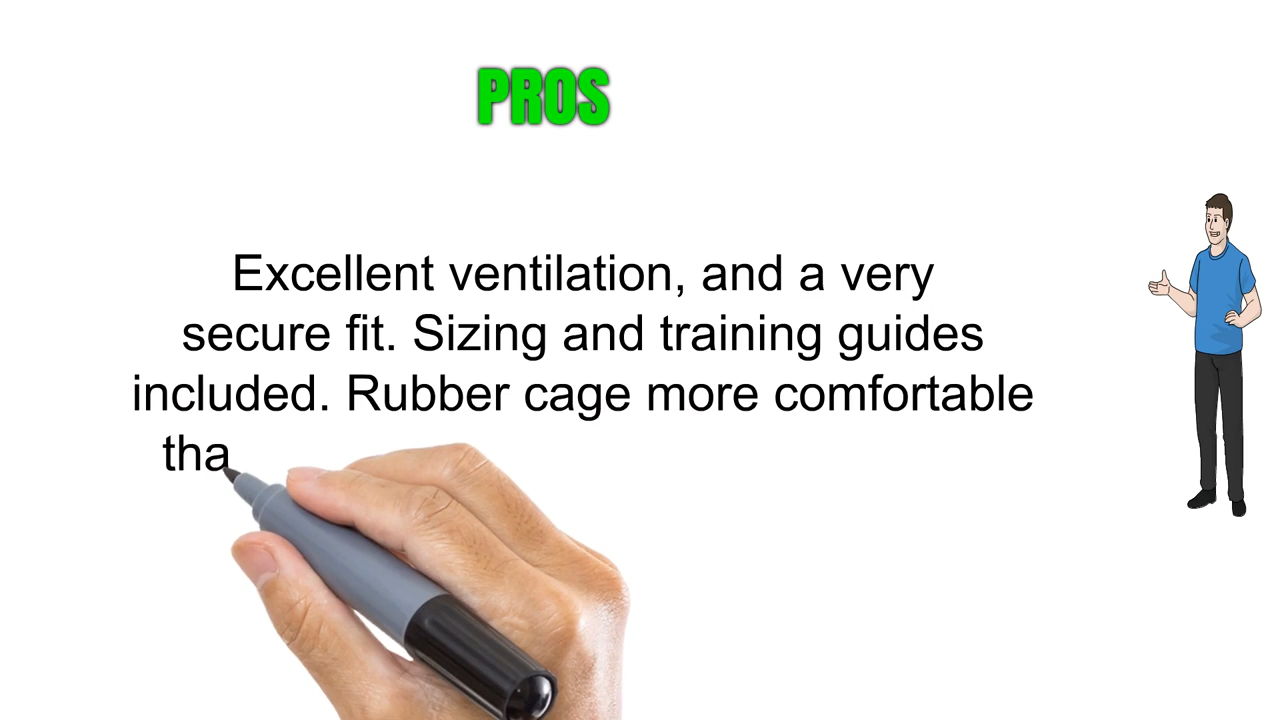 PROS
Excellent ventilation, and a very
secure fit. Sizing and training guides
included. Rubber cage more comfortable
tha